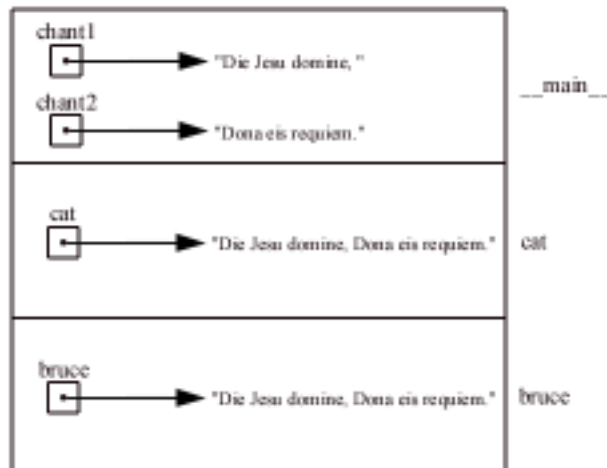 chant1
"Die Jesu domine, "
__main__
chant2
"Dona eis requiem."
cat
"Die Jesu domine, Dona eis requiem."
cat
bruce
"Die Jesu domine, Dona eis requiem."
bruce